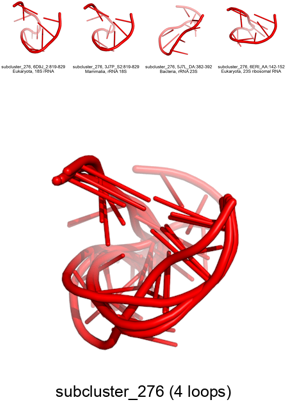 subcluster_276, 6D9J_2:819-829
Eukaryota, 18S rRNA
subcluster_276, 3J7P_S2:819-829
Mammalia, rRNA 18S
subcluster_276, 5J7L_DA:382-392
Bacteria, rRNA 23S
subcluster_276, 6ERI_AA:142-152
Eukaryota, 23S ribosomal RNA
subcluster_276 (4 loops)